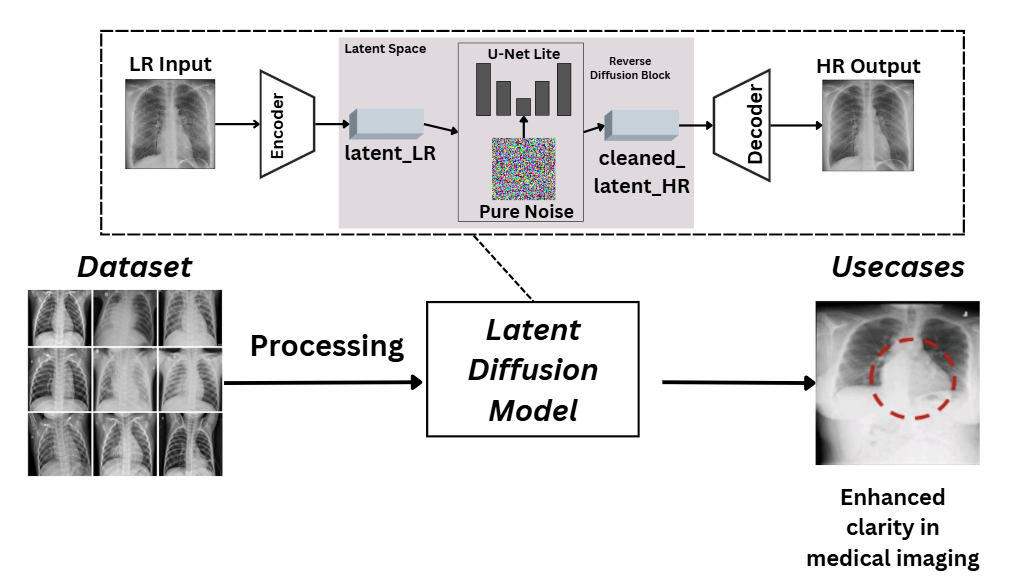 LR Input
Encoder
Latent Space
latent_LR
U-Net Lite
Pure Noise
Reverse
Diffusion Block
cleaned_
latent_HR
Decoder
HR Output
Dataset
Processing
Latent
Diffusion
Model
Usecases
Enhanced
clarity in
medical imaging